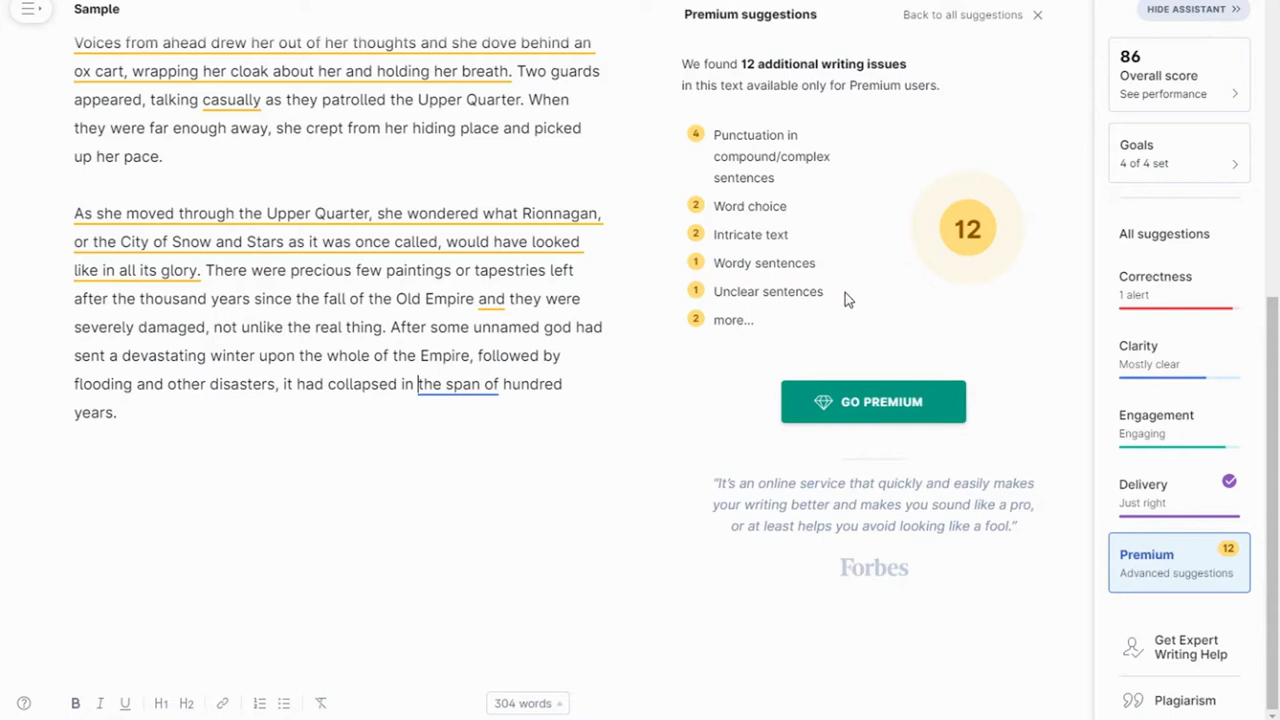 Sample
Voices from ahead drew her out of her thoughts and she dove behind an
ox cart, wrapping her cloak about her and holding her breath. Two guards
appeared, talking casually as they patrolled the Upper Quarter. When
they were far enough away, she crept from her hiding place and picked
up her pace.
As she moved through the Upper Quarter, she wondered what Rionnagan,
or the City of Snow and Stars as it was once called, would have looked
like in all its glory. There were precious few paintings or tapestries left
after the thousand years since the fall of the Old Empire and they were
severely damaged, not unlike the real thing. After some unnamed god had
sent a devastating winter upon the whole of the Empire, followed by
flooding and other disasters, it had collapsed in the span of hundred
years.
B I U H1 H2
304 words
Premium suggestions
Back to all suggestions
We found 12 additional writing issues
in this text available only for Premium users.
4 Punctuation in
compound/complex
sentences
2 Word choice
2 Intricate text
1 Wordy sentences
1 Unclear sentences
2 more...
12
GO PREMIUM
"It's an online service that quickly and easily makes
your writing better and makes you sound like a pro,
or at least helps you avoid looking like a fool."
Forbes
HIDE ASSISTANT
86
Overall score
See performance
Goals
4 of 4 set
All suggestions
Correctness
1 alert
Clarity
Mostly clear
Engagement
Engaging
Delivery
Just right
Premium 12
Advanced suggestions
Get Expert
Writing Help
Plagiarism